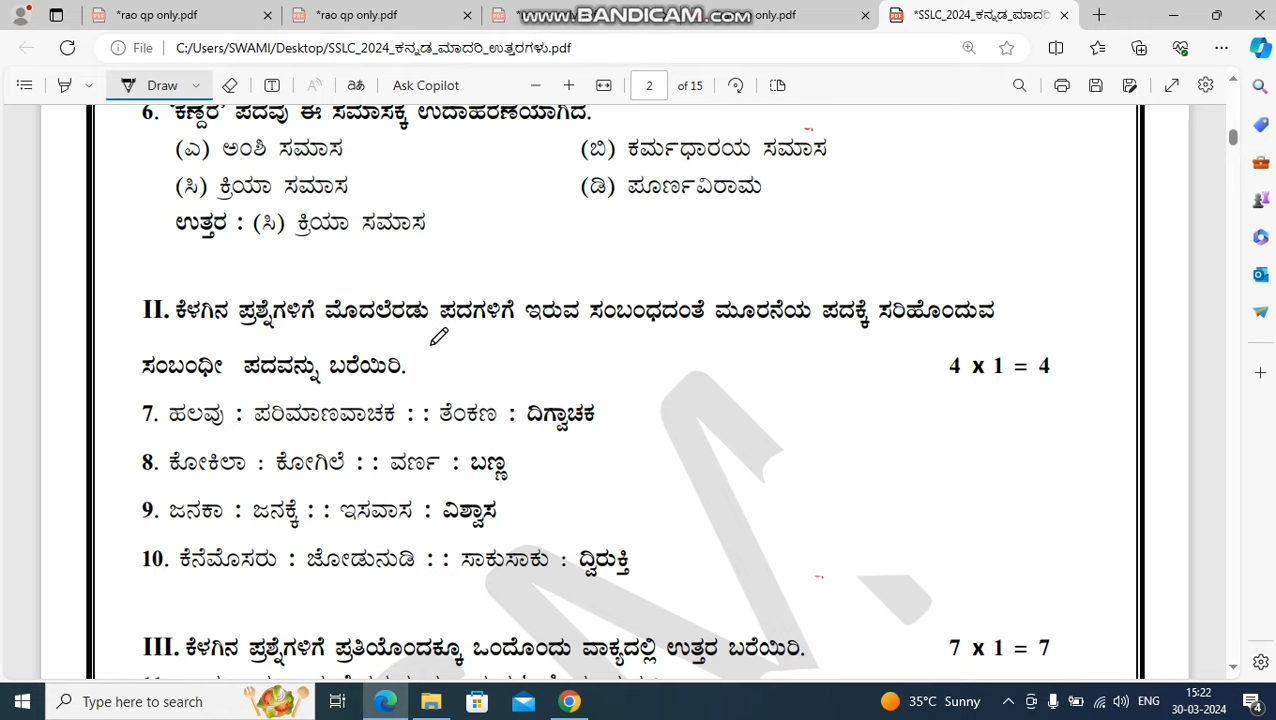 *rao qp only.pdf
*rao qp only.pdf
www.BANDICAM.com
only.pdf
*SSLC_2024_ಕನ್ನಡ_ಮಾದರಿ
File
C:/Users/SWAMI/Desktop/SSLC_2024_ಕನ್ನಡ_ಮಾದರಿ_ಉತ್ತರಗಳು.pdf
Draw
Ask Copilot
2 of 15
6. 'ಕಣ್ದೆರೆ' ಪದವು ಈ ಸಮಾಸಕ್ಕೆ ಉದಾಹರಣೆಯಾಗಿದೆ.
(ಎ) ಅಂಶಿ ಸಮಾಸ (ಬಿ) ಕರ್ಮಧಾರಯ ಸಮಾಸ
(ಸಿ) ಕ್ರಿಯಾ ಸಮಾಸ (ಡಿ) ಪೂರ್ಣವಿರಾಮ
ಉತ್ತರ : (ಸಿ) ಕ್ರಿಯಾ ಸಮಾಸ
II. ಕೆಳಗಿನ ಪ್ರಶ್ನೆಗಳಿಗೆ ಮೊದಲೆರಡು ಪದಗಳಿಗೆ ಇರುವ ಸಂಬಂಧದಂತೆ ಮೂರನೆಯ ಪದಕ್ಕೆ ಸರಿಹೊಂದುವ
ಸಂಬಂಧೀ ಪದವನ್ನು ಬರೆಯಿರಿ. 4 x 1 = 4
7. ಹಲವು : ಪರಿಮಾಣವಾಚಕ : : ತೆಂಕಣ : ದಿಗ್ವಾಚಕ
8. ಕೋಕಿಲಾ : ಕೋಗಿಲೆ : : ವರ್ಣ : ಬಣ್ಣ
9. ಜನಕಾ : ಜನಕ್ಕೆ : : ಇಸವಾಸ : ವಿಶ್ವಾಸ
10. ಕೆನೆಮೊಸರು : ಜೋಡುನುಡಿ : : ಸಾಕುಸಾಕು : ದ್ವಿರುಕ್ತಿ
III. ಕೆಳಗಿನ ಪ್ರಶ್ನೆಗಳಿಗೆ ಪ್ರತಿಯೊಂದಕ್ಕೂ ಒಂದೊಂದು ವಾಕ್ಯದಲ್ಲಿ ಉತ್ತರ ಬರೆಯಿರಿ. 7 x 1 = 7
Type here to search
35°C Sunny
ENG
15:22
30-03-2024
4